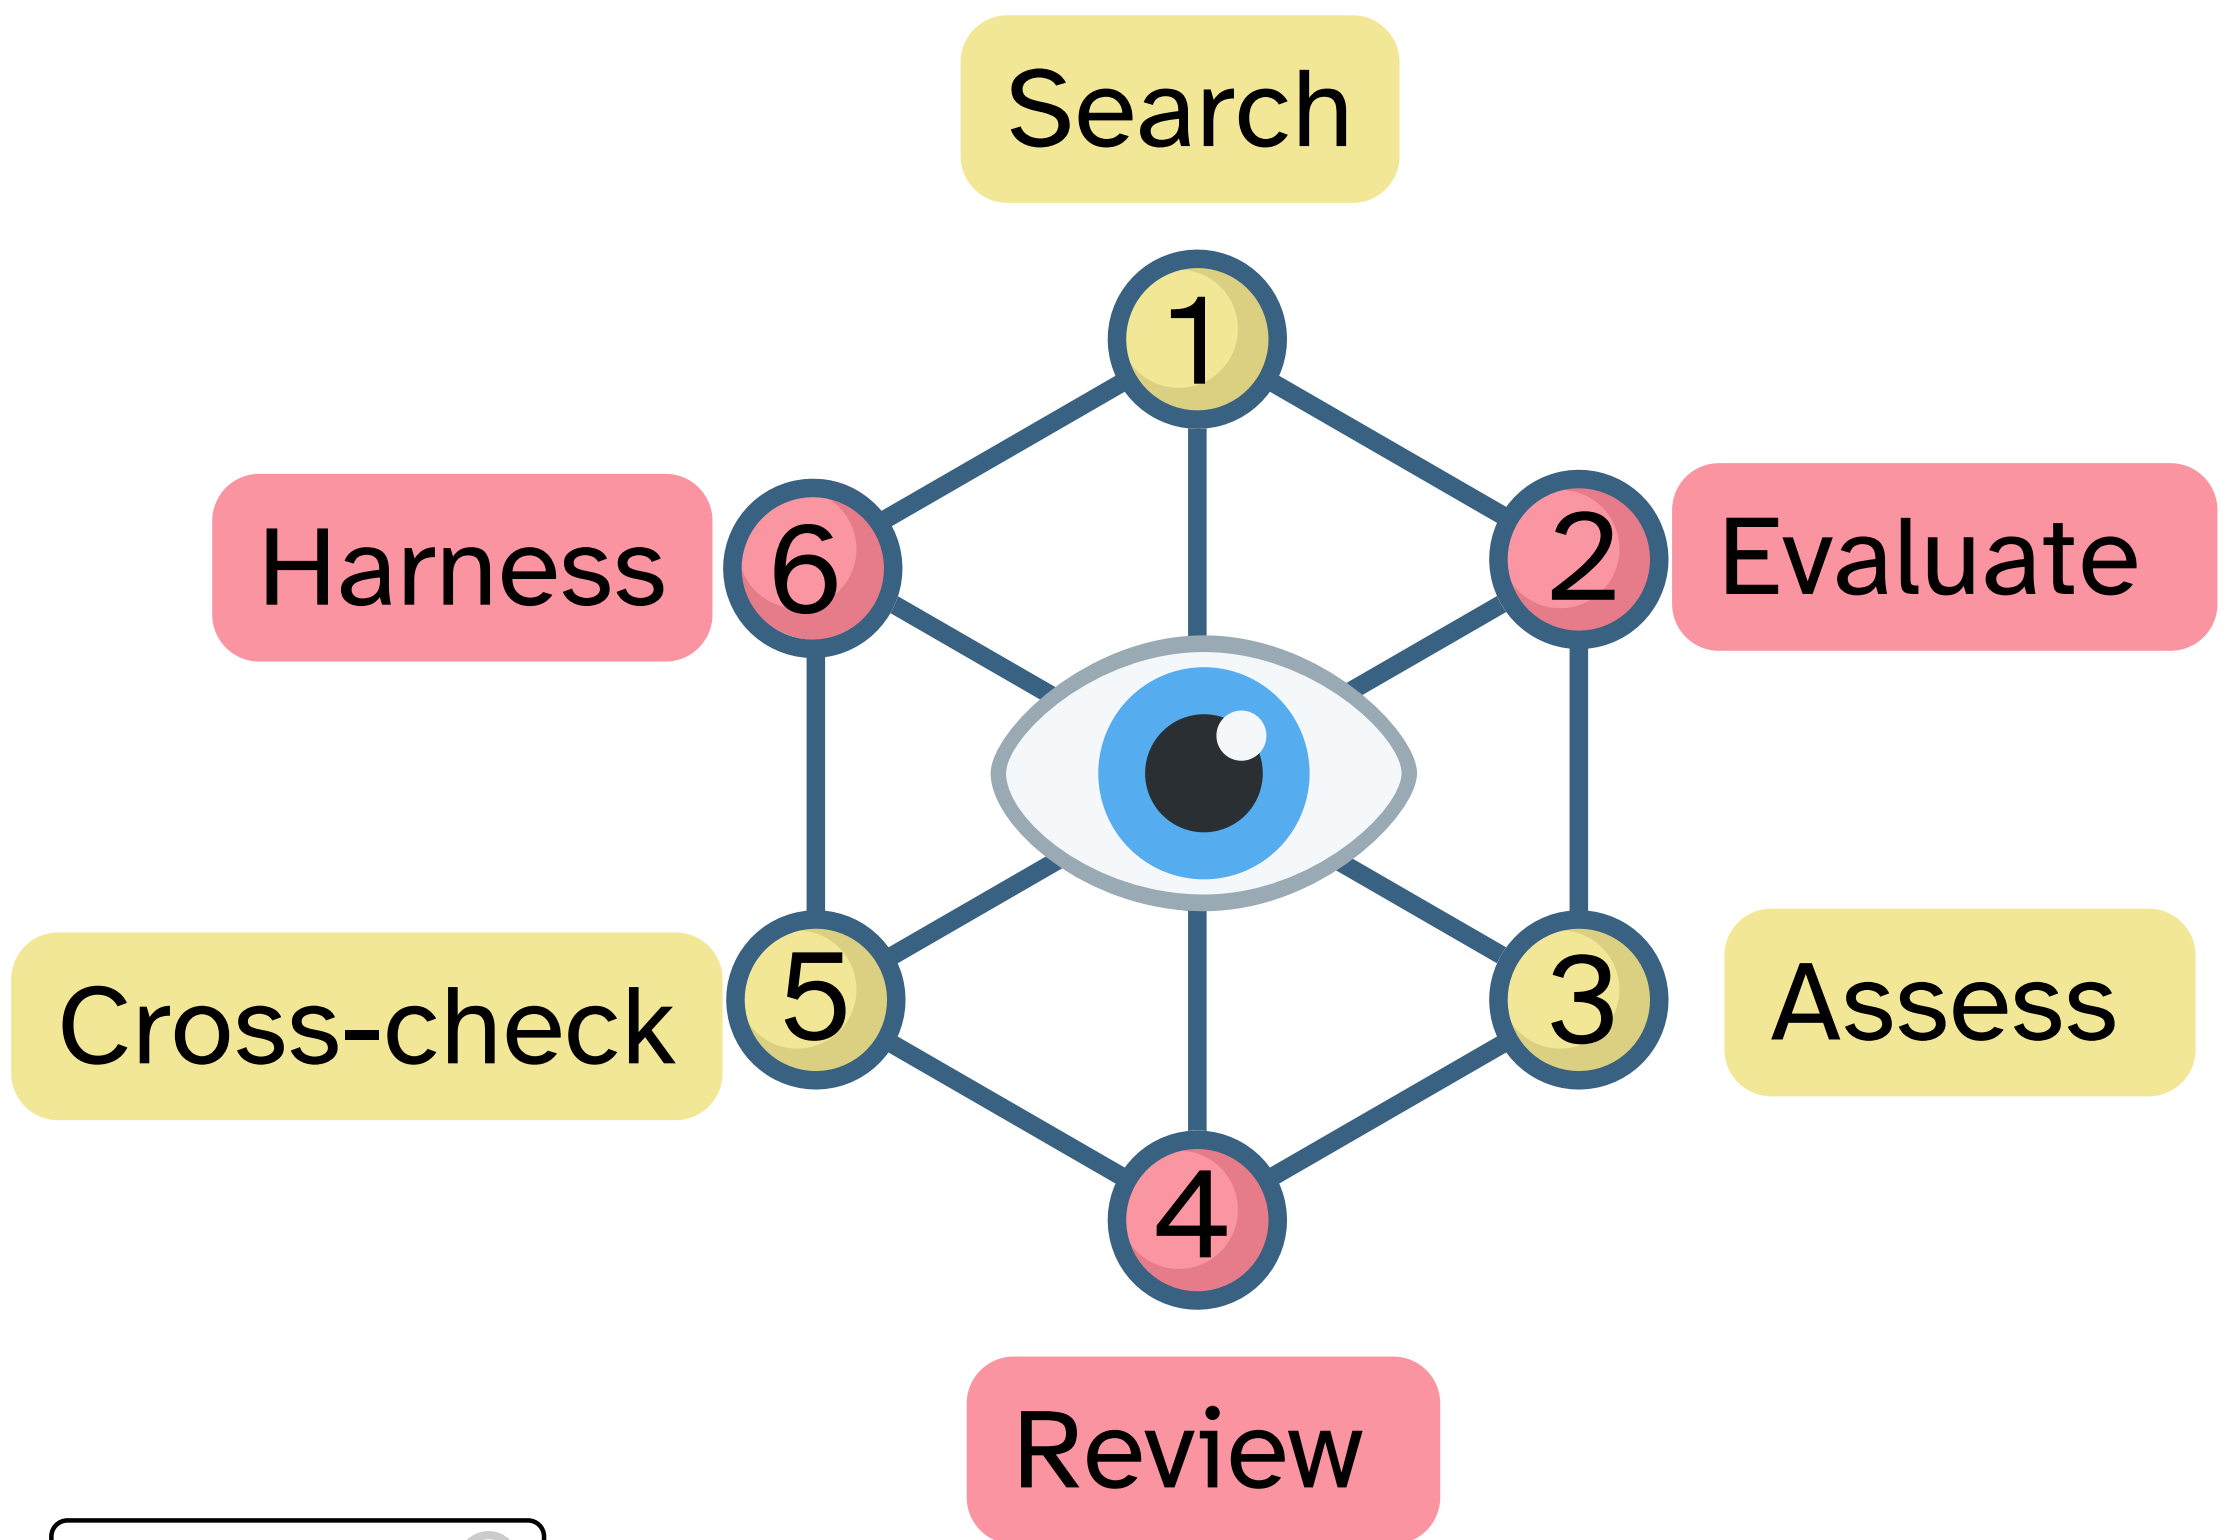 Search
1
Harness
6
2
Evaluate
Cross-check
5
3
Assess
4
Review